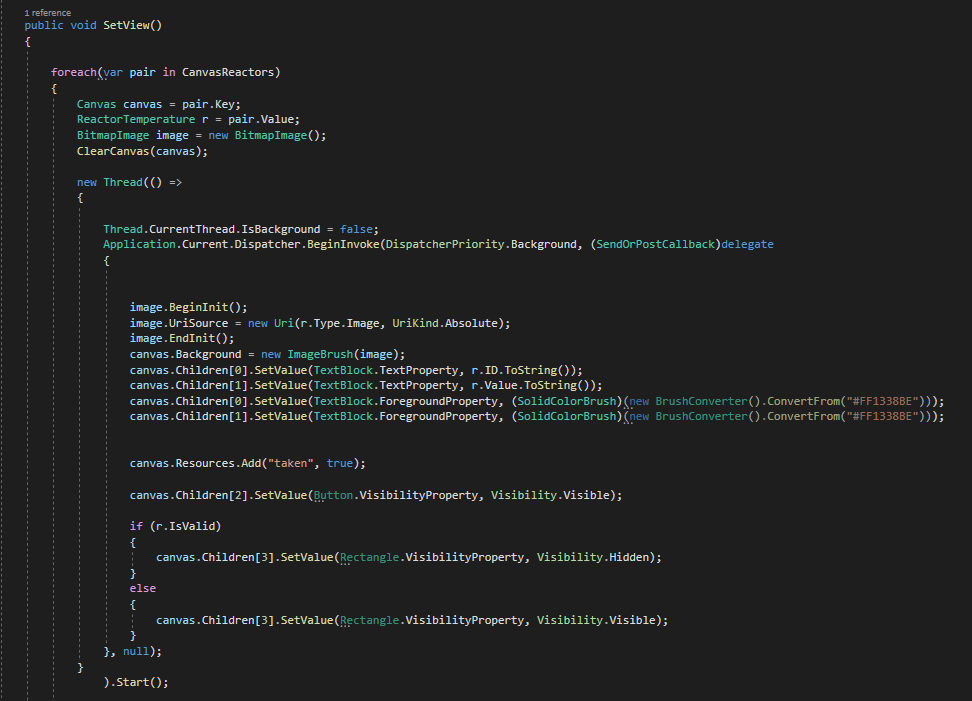 1 reference
public void SetView()
{
foreach(var pair in CanvasReactors)
{
Canvas canvas = pair.Key;
ReactorTemperature r = pair.Value;
BitmapImage image = new BitmapImage();
ClearCanvas(canvas);
new Thread(() =>
{
Thread.CurrentThread.IsBackground = false;
Application.Current.Dispatcher.BeginInvoke(DispatcherPriority.Background, (SendOrPostCallback)delegate
{
image.BeginInit();
image.UriSource = new Uri(r.Type.Image, UriKind.Absolute);
image.EndInit();
canvas.Background = new ImageBrush(image);
canvas.Children[0].SetValue(TextBlock.TextProperty, r.ID.ToString());
canvas.Children[1].SetValue(TextBlock.TextProperty, r.Value.ToString());
canvas.Children[0].SetValue(TextBlock.ForegroundProperty, (SolidColorBrush)(new BrushConverter().ConvertFrom("#FF1338BE")));
canvas.Children[1].SetValue(TextBlock.ForegroundProperty, (SolidColorBrush)(new BrushConverter().ConvertFrom("#FF1338BE")));
canvas.Resources.Add("taken", true);
canvas.Children[2].SetValue(Button.VisibilityProperty, Visibility.Visible);
if (r.IsValid)
{
canvas.Children[3].SetValue(Rectangle.VisibilityProperty, Visibility.Hidden);
}
else
{
canvas.Children[3].SetValue(Rectangle.VisibilityProperty, Visibility.Visible);
}
}, null);
}
).Start();